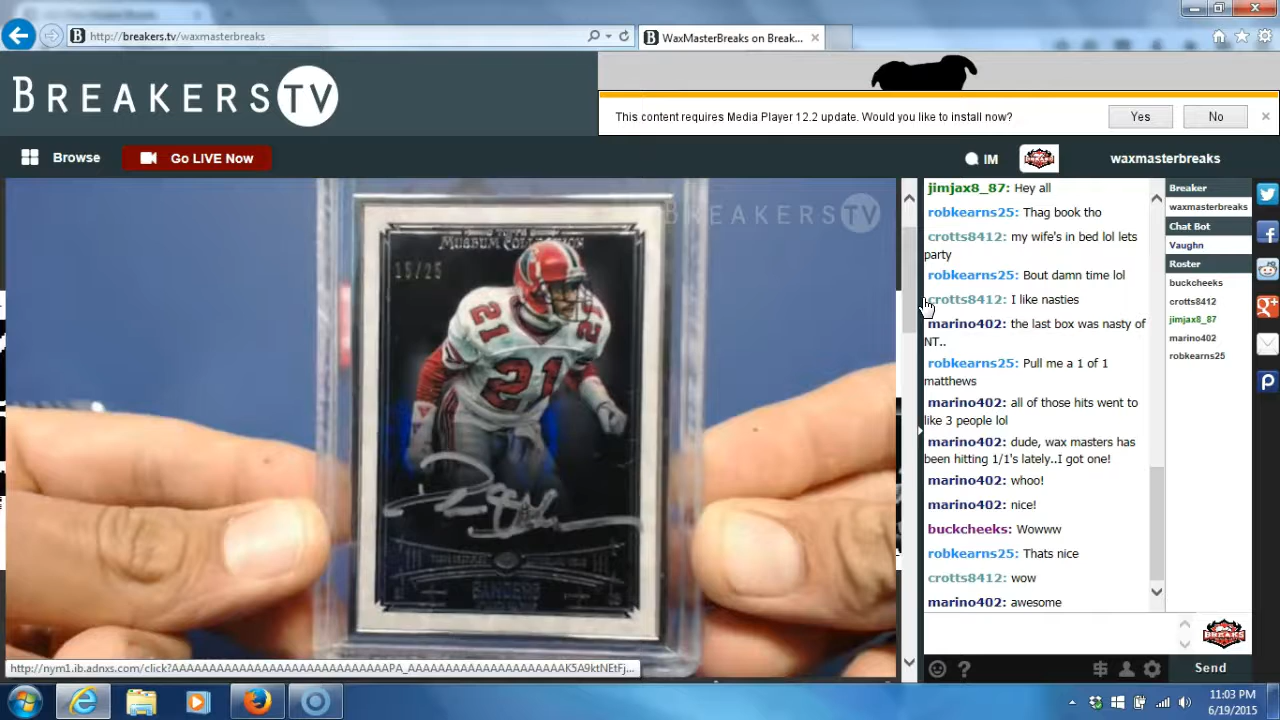 http://breakers.tv/waxmasterbreaks
WaxMasterBreaks on Break...
BREAKERS TV
This content requires Media Player 12.2 update. Would you like to install now?
Yes
No
Browse
Go LIVE Now
IM
waxmasterbreaks
BREAKERS TV
MUSEUM COLLECTION
15/25
21
21
SANDERS
jimjax8_87: Hey all
robkearns25: Thag book tho
crotts8412: my wife's in bed lol lets
party
robkearns25: Bout damn time lol
crotts8412: I like nasties
marino402: the last box was nasty of
NT..
robkearns25: Pull me a 1 of 1
matthews
marino402: all of those hits went to
like 3 people lol
marino402: dude, wax masters has
been hitting 1/1's lately..I got one!
marino402: whoo!
marino402: nice!
buckcheeks: Wowww
robkearns25: Thats nice
crotts8412: wow
marino402: awesome
Breaker
waxmasterbreaks
Chat Bot
Vaughn
Roster
buckcheeks
crotts8412
jimjax8_87
marino402
robkearns25
BREAKS
Send
http://nym1.ib.adnxs.com/click?AAAAAAAAAAAAAAAAAAAAAAAAAAAAPA_AAAAAAAAAAAAAAAAAAAAAAAK5A9ktNEtFj...
11:03 PM
6/19/2015